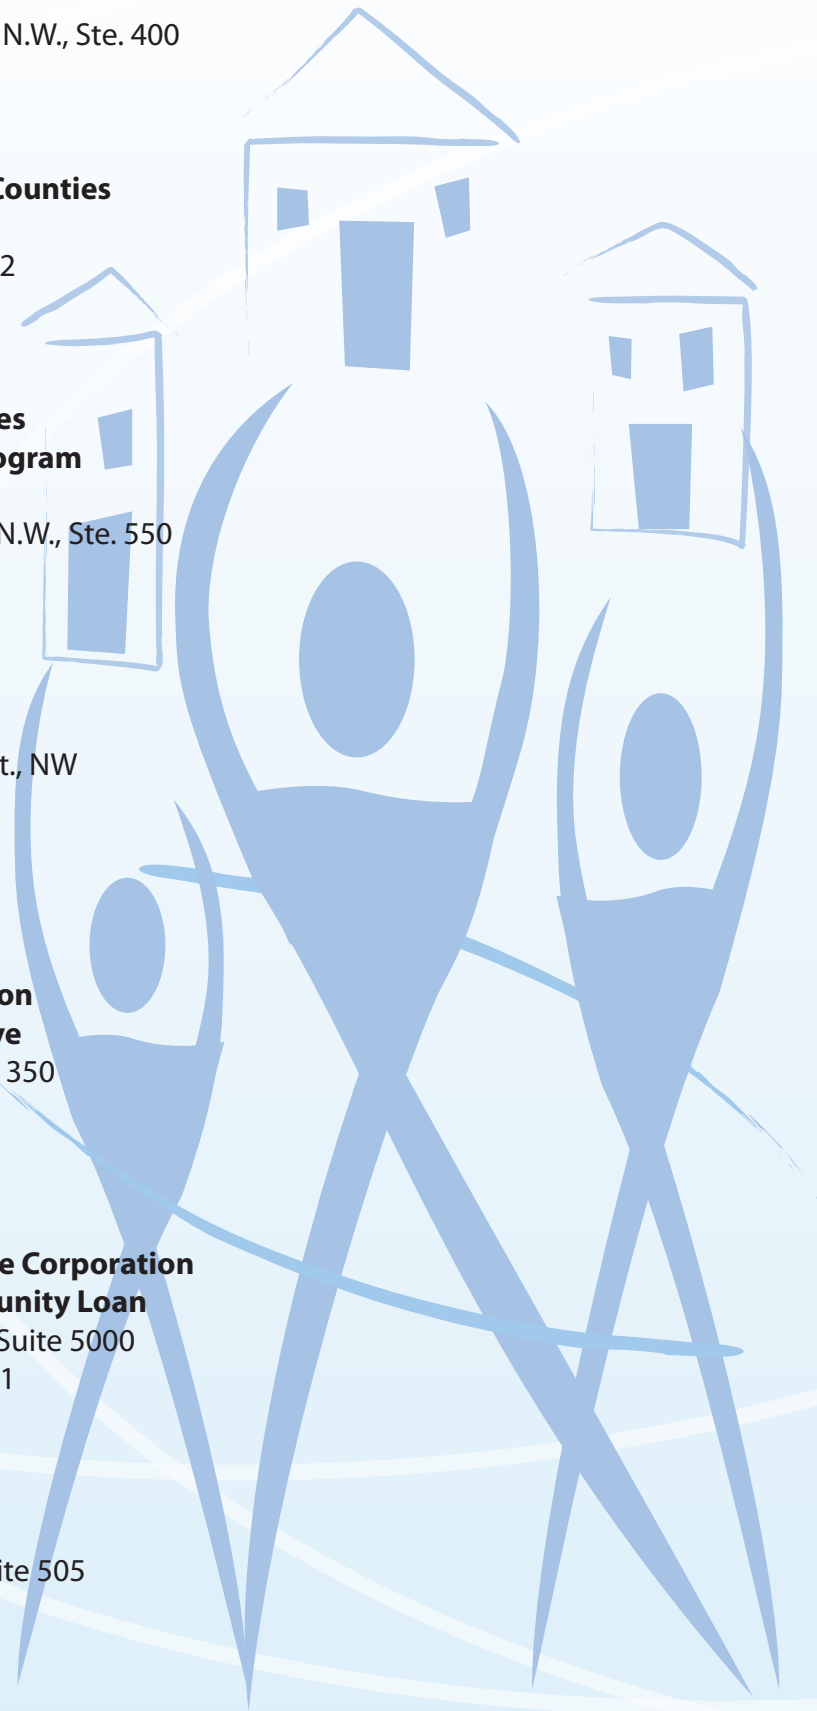 N.W., Ste. 400
Counties
2
es
ogram
N.W., Ste. 550
t., NW
on
ve
350
e Corporation
unity Loan
Suite 5000
1
ite 505